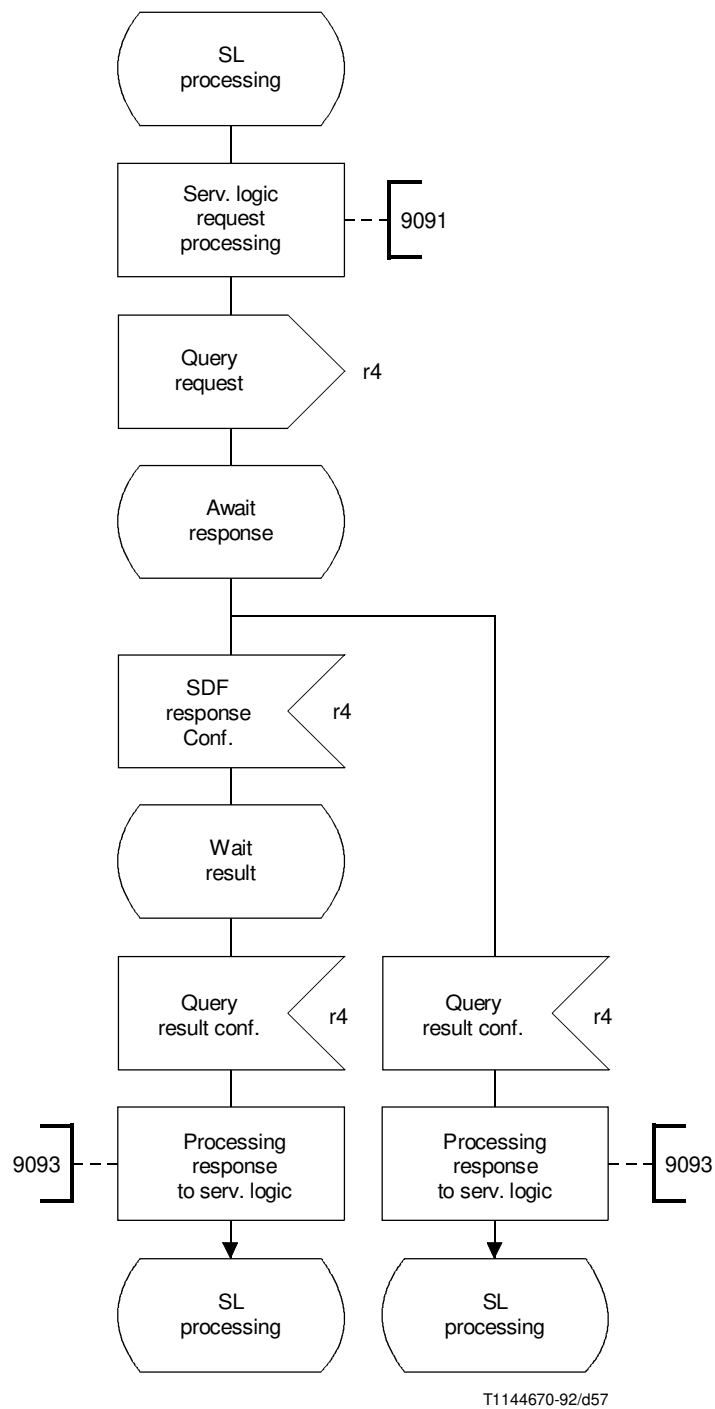 SL
processing
Serv. logic
request
processing
9091
Query
request
r4
Await
response
SDF
response
Conf.
r4
Wait
result
Query
result conf.
r4
Query
result conf.
r4
9093
Processing
response
to serv. logic
Processing
response
to serv. logic
9093
SL
processing
SL
processing
T1144670-92/d57